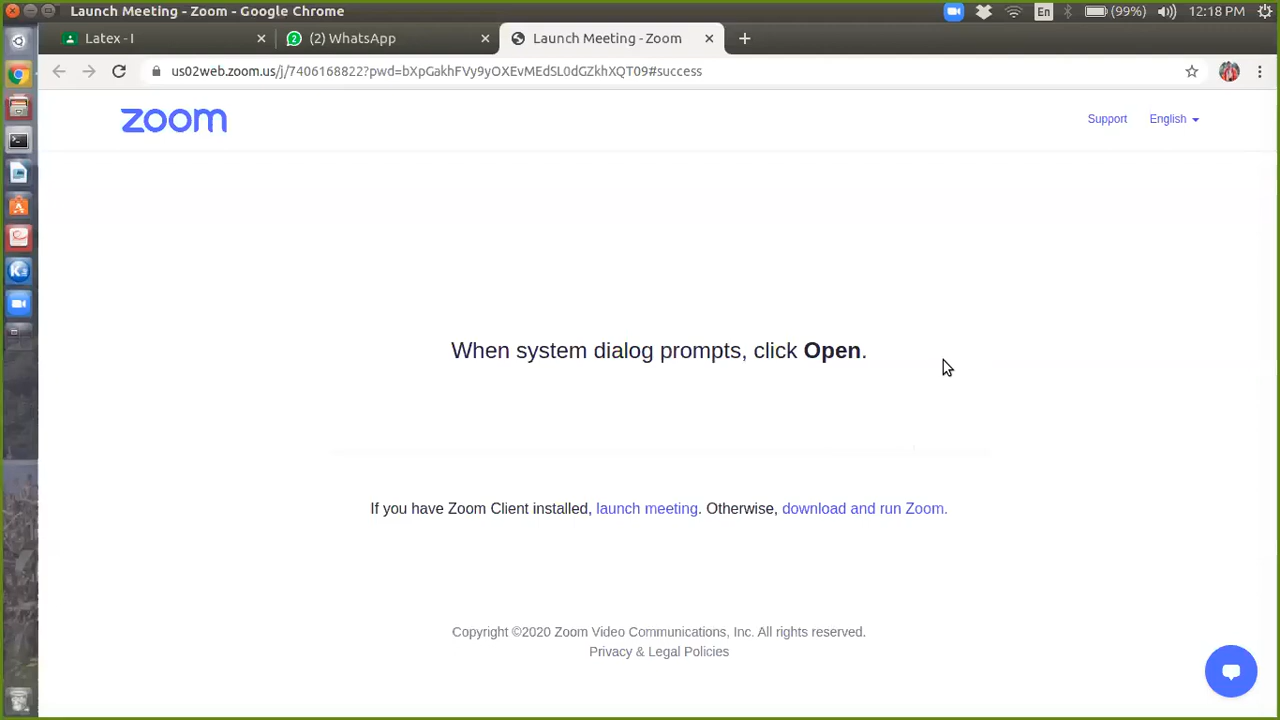 Launch Meeting - Zoom - Google Chrome
En
(99%)
12:18 PM
Latex - I
(2) WhatsApp
Launch Meeting - Zoom
us02web.zoom.us/j/7406168822?pwd=bXpGakhFVy9yOXEvMEdSL0dGZkhXQT09#success
zoom
Support
English
When system dialog prompts, click Open.
If you have Zoom Client installed, launch meeting. Otherwise, download and run Zoom.
Copyright ©2020 Zoom Video Communications, Inc. All rights reserved.
Privacy & Legal Policies